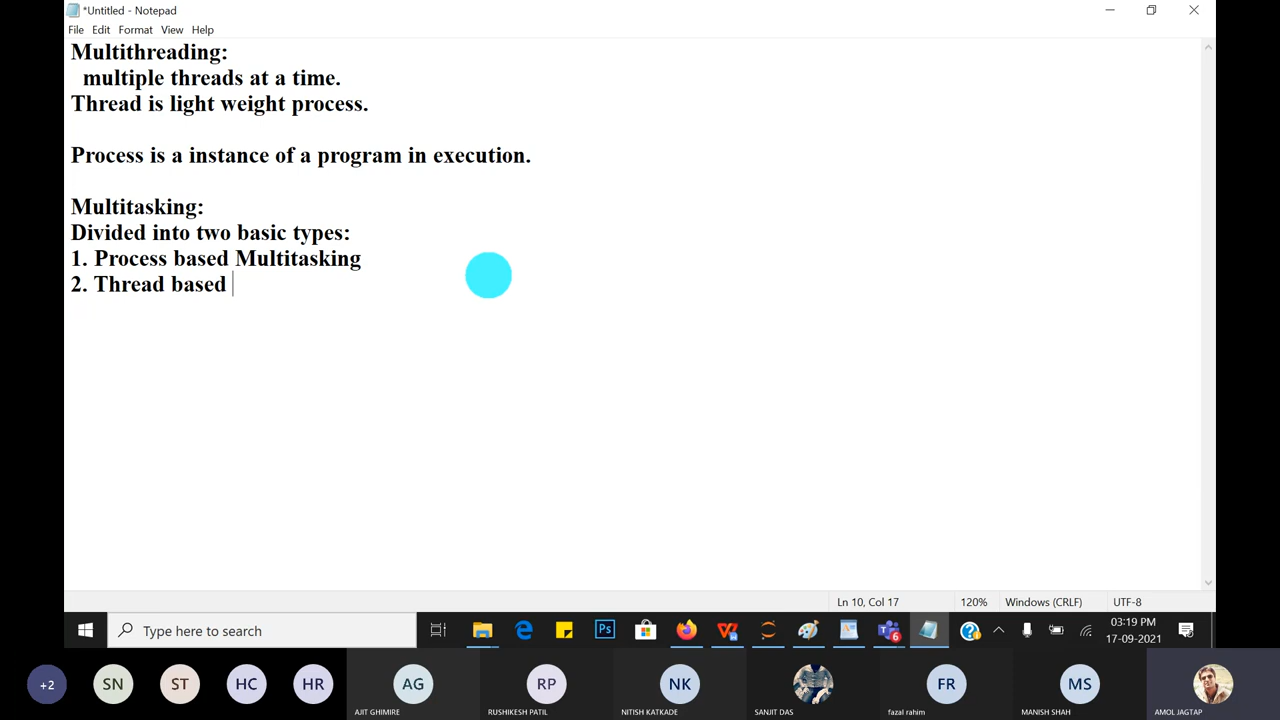 *Untitled - Notepad
File Edit Format View Help
Multithreading:
multiple threads at a time.
Thread is light weight process.
Process is a instance of a program in execution.
Multitasking:
Divided into two basic types:
1. Process based Multitasking
2. Thread based
Ln 10, Col 17 120% Windows (CRLF) UTF-8
Type here to search
Ps
6
03:19 PM
17-09-2021
+2 SN ST HC HR AG RP NK FR MS
AJIT GHIMIRE RUSHIKESH PATIL NITISH KATKADE SANJIT DAS fazal rahim MANISH SHAH AMOL JAGTAP